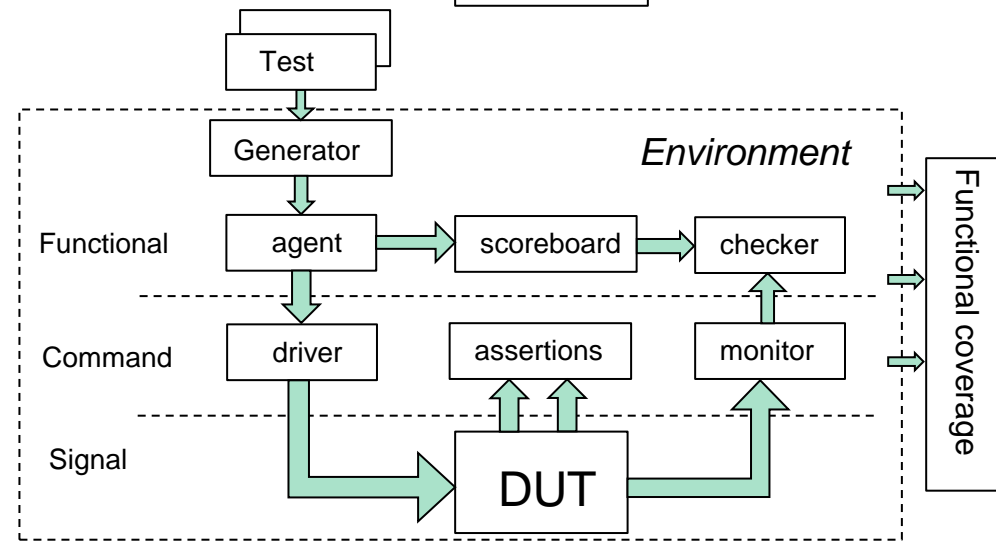 Test
Generator
Environment
Functional
agent
scoreboard
checker
Functional coverage
Command
driver
assertions
monitor
Signal
DUT